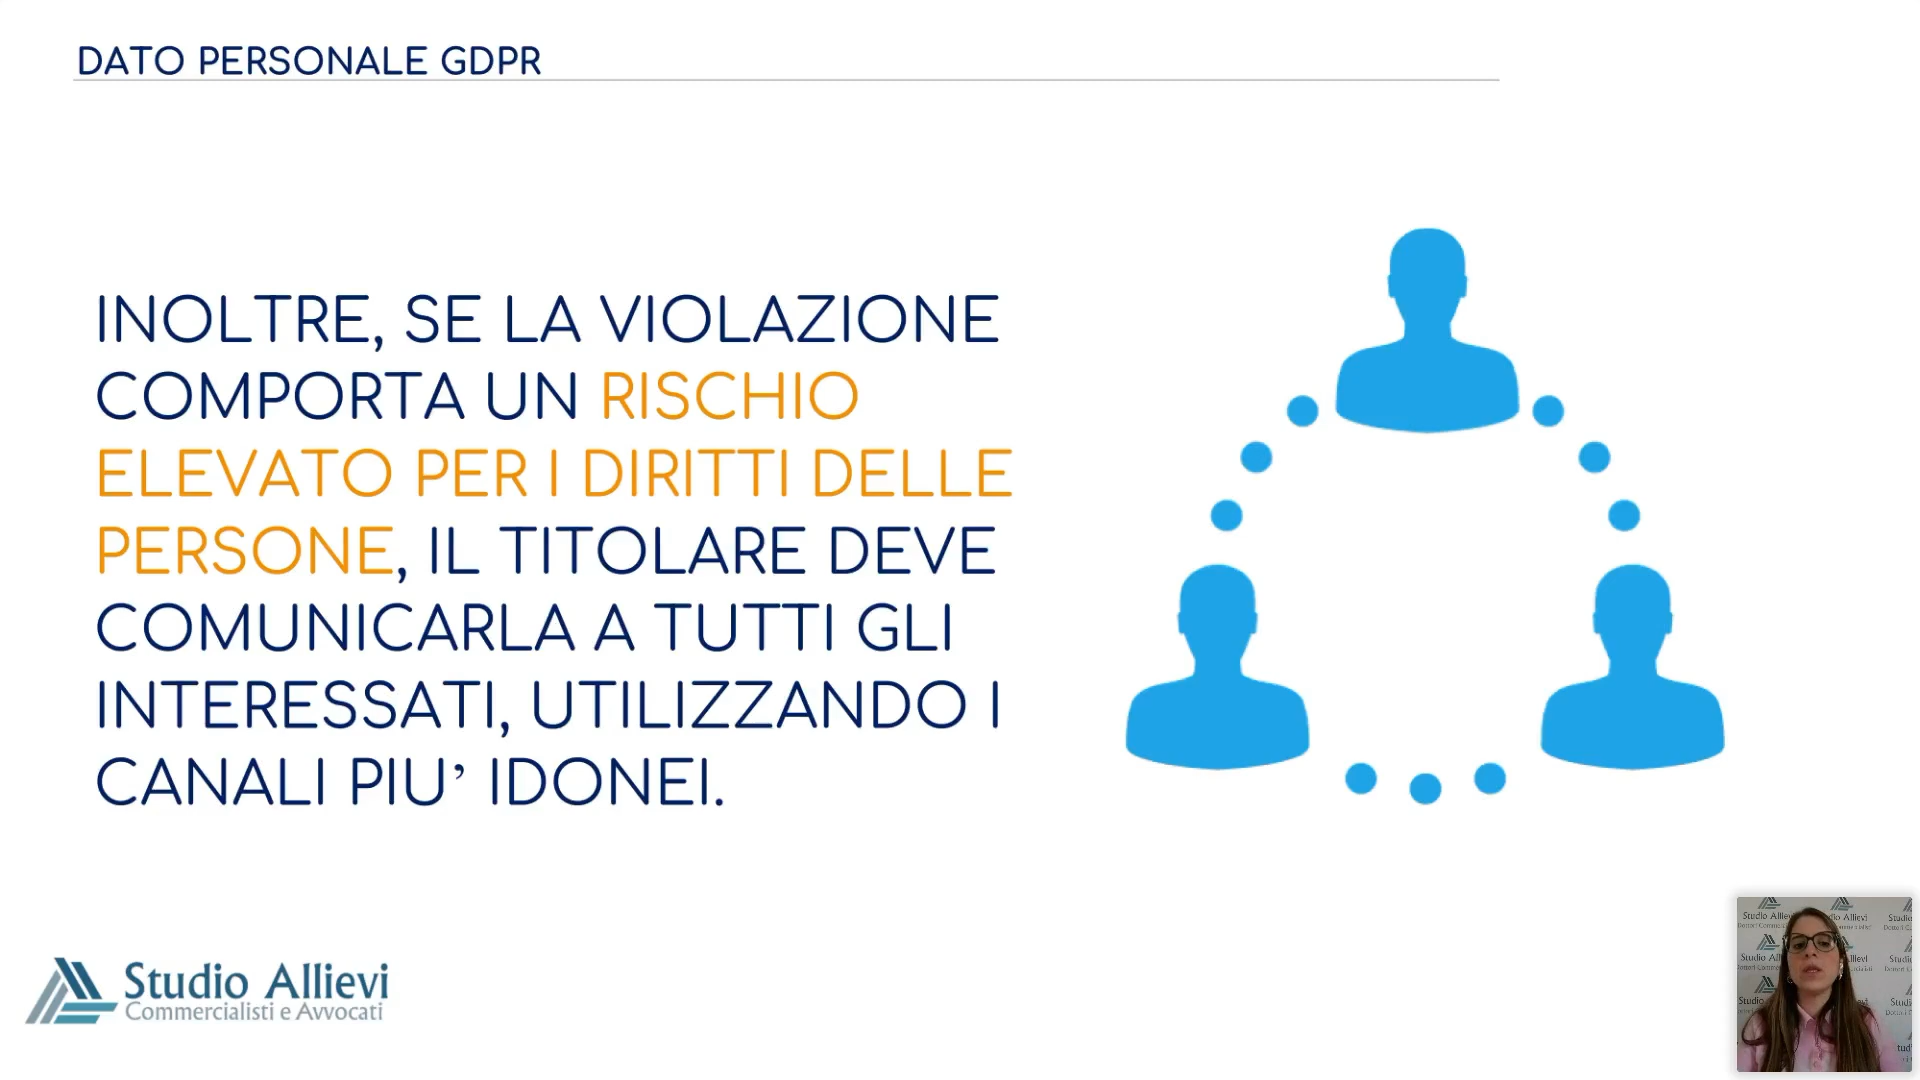 DATO PERSONALE GDPR
INOLTRE, SE LA VIOLAZIONE
COMPORTA UN RISCHIO
ELEVATO PER I DIRITTI DELLE
PERSONE, IL TITOLARE DEVE
COMUNICARLA A TUTTI GLI
INTERESSATI, UTILIZZANDO I
CANALI PIU’ IDONEI.
Studio Allievi
Commercialisti e Avvocati